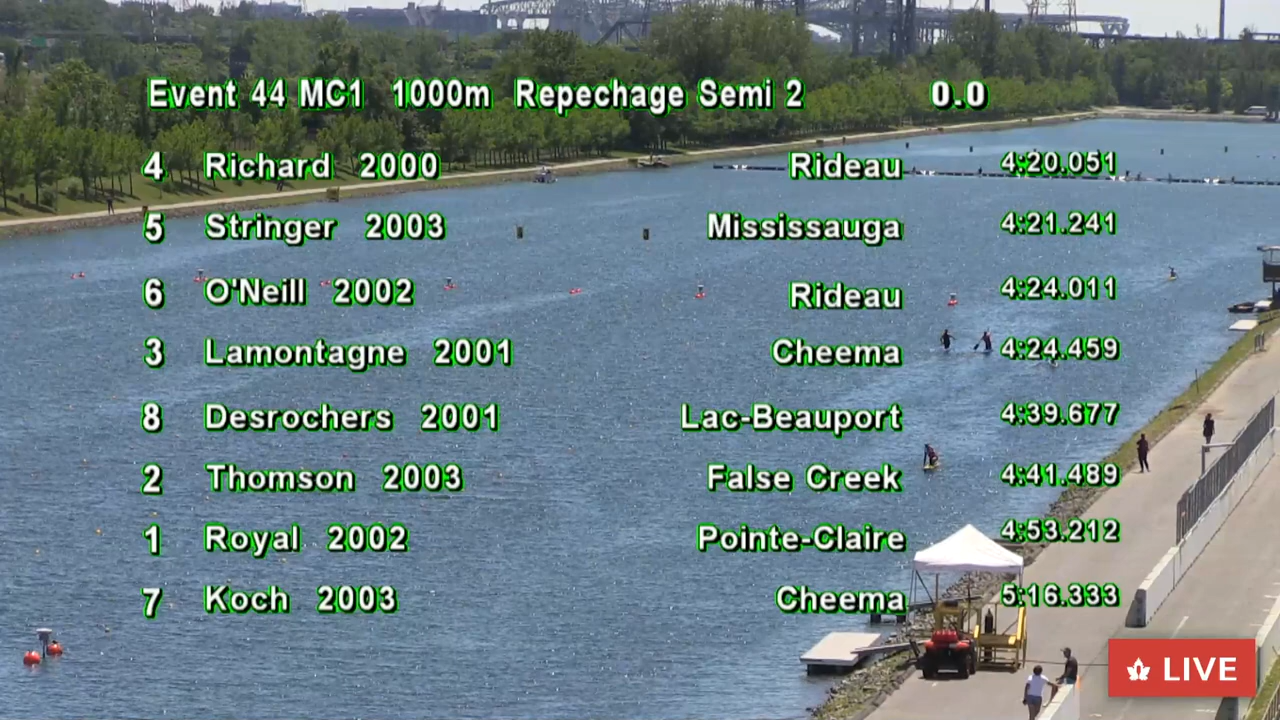 Event 44 MC1 1000m Repechage Semi 2 0.0
4 Richard 2000 Rideau 4:20.051
5 Stringer 2003 Mississauga 4:21.241
6 O'Neill 2002 Rideau 4:24.011
3 Lamontagne 2001 Cheema 4:24.459
8 Desrochers 2001 Lac-Beauport 4:39.677
2 Thomson 2003 False Creek 4:41.489
1 Royal 2002 Pointe-Claire 4:53.212
7 Koch 2003 Cheema 5:16.333
LIVE